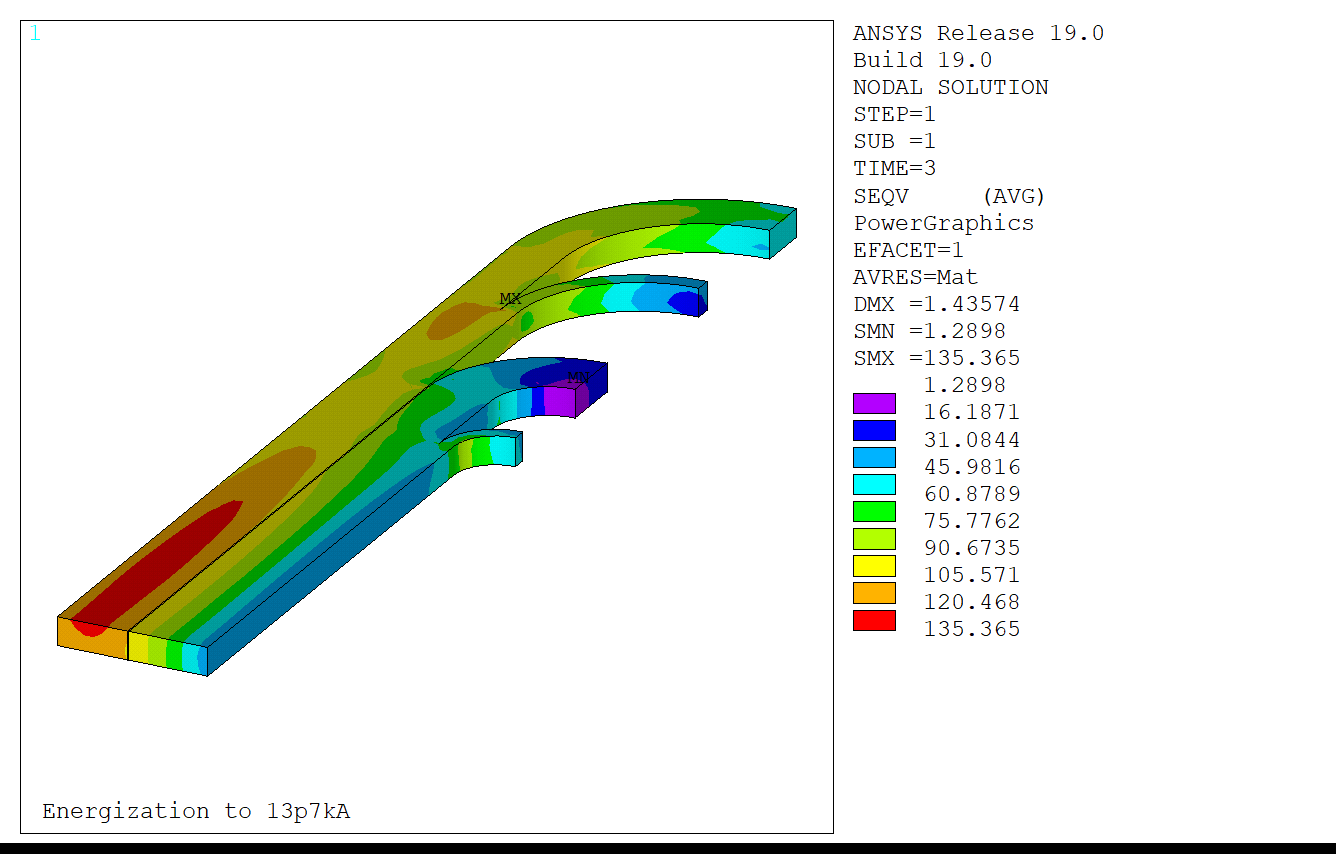 1
ANSYS Release 19.0
Build 19.0
NODAL SOLUTION
STEP=1
SUB =1
TIME=3
SEQV     (AVG)
PowerGraphics
EFACET=1
AVRES=Mat
DMX =1.43574
SMN =1.2898
SMX =135.365
1.2898
16.1871
31.0844
45.9816
60.8789
75.7762
90.6735
105.571
120.468
135.365
MX
MN
Energization to 13p7kA